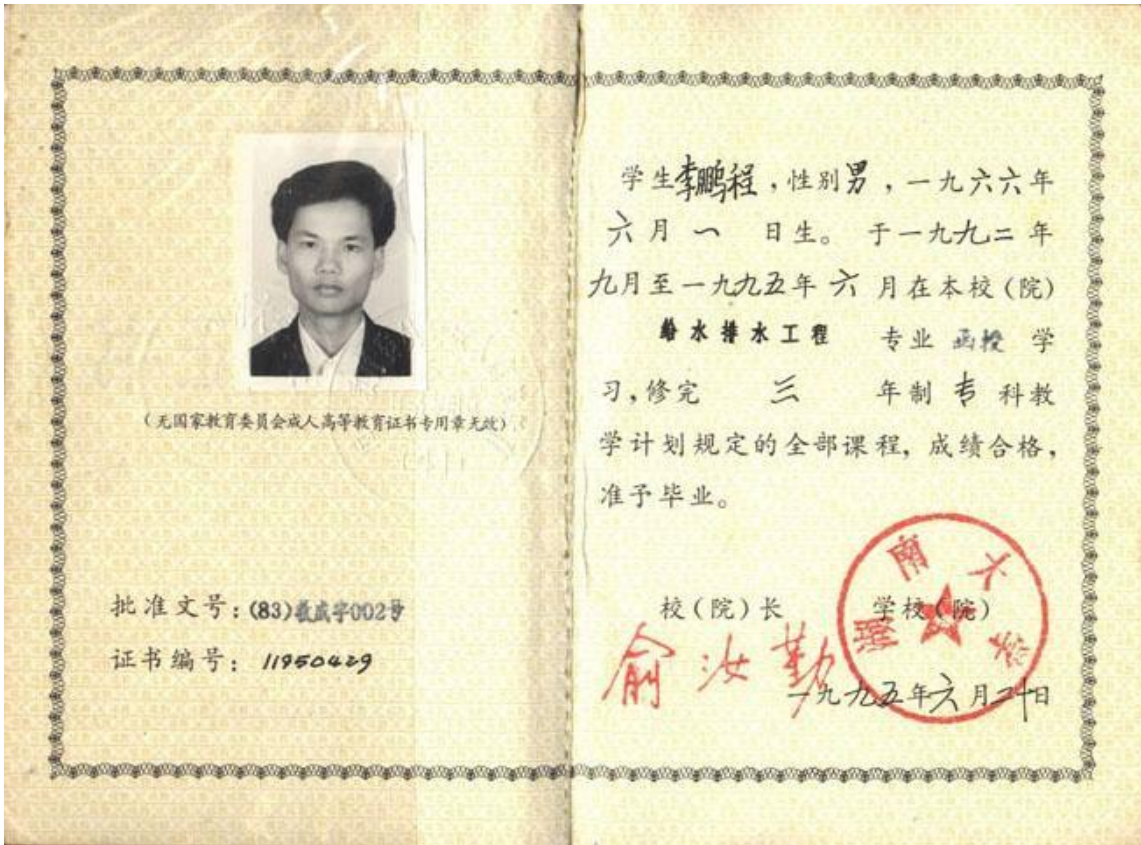 （无国家教育委员会成人高等教育证书专用章无效）
批准文号：(83)教成字002号
证书编号：11950429
学生李鹏程，性别男，一九六六年
六月一日生。于一九九二年
九月至一九九五年六月在本校（院）
给水排水工程 专业 函授 学
习，修完 三 年制 专 科教
学计划规定的全部课程，成绩合格，
准予毕业。
校（院）长 学校（院）
俞汝勤
湖南大学
一九九五年六月二十日